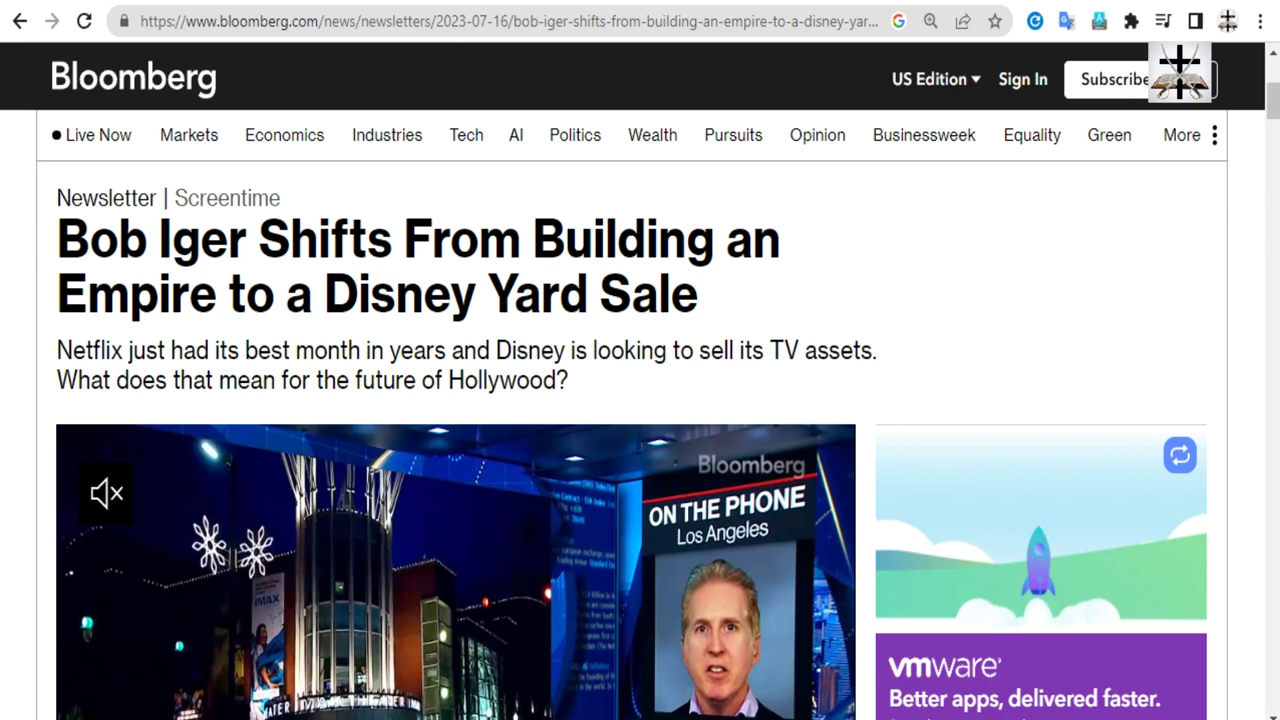 https://www.bloomberg.com/news/newsletters/2023-07-16/bob-iger-shifts-from-building-an-empire-to-a-disney-yar...
Bloomberg
US Edition
Sign In
Subscribe
Live Now
Markets
Economics
Industries
Tech
AI
Politics
Wealth
Pursuits
Opinion
Businessweek
Equality
Green
More
Newsletter | Screentime
Bob Iger Shifts From Building an
Empire to a Disney Yard Sale
Netflix just had its best month in years and Disney is looking to sell its TV assets.
What does that mean for the future of Hollywood?
Bloomberg
ON THE PHONE
Los Angeles
IMAX
vmware
Better apps, delivered faster.